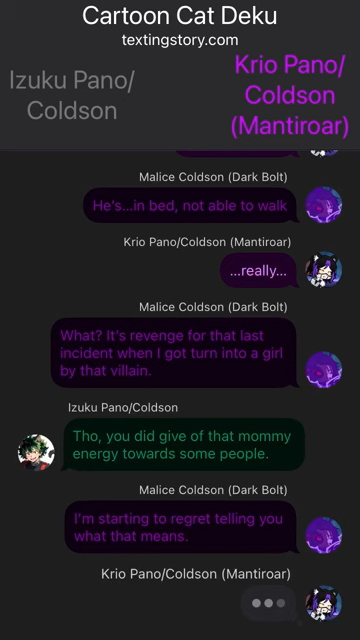 Cartoon Cat Deku
textingstory.com
Izuku Pano/
Coldson
Krio Pano/
Coldson
(Mantiroar)
Malice Coldson (Dark Bolt)
He's...in bed, not able to walk
Krio Pano/Coldson (Mantiroar)
...really...
Malice Coldson (Dark Bolt)
What? It's revenge for that last
incident when I got turn into a girl
by that villain.
Izuku Pano/Coldson
Tho, you did give of that mommy
energy towards some people.
Malice Coldson (Dark Bolt)
I'm starting to regret telling you
what that means.
Krio Pano/Coldson (Mantiroar)